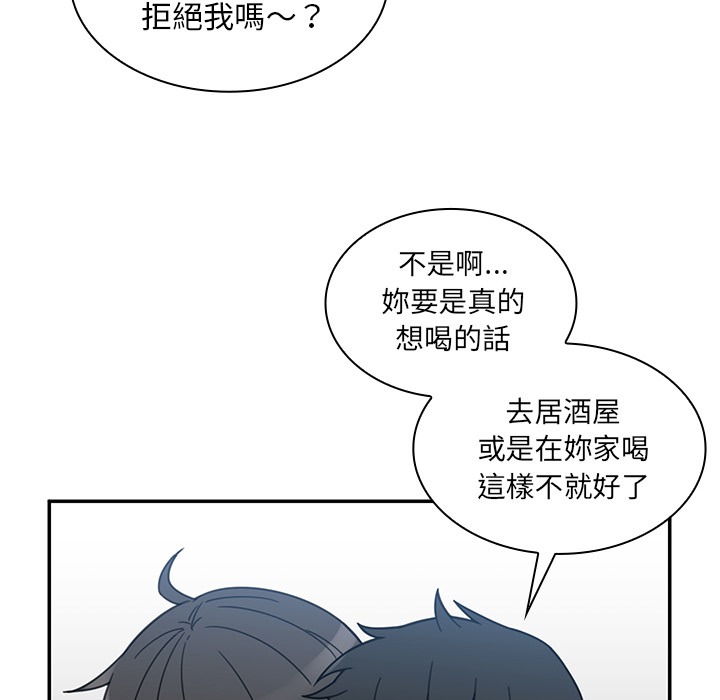 拒絕我嗎～？
不是啊...
妳要是真的
想喝的話
去居酒屋
或是在妳家喝
這樣不就好了